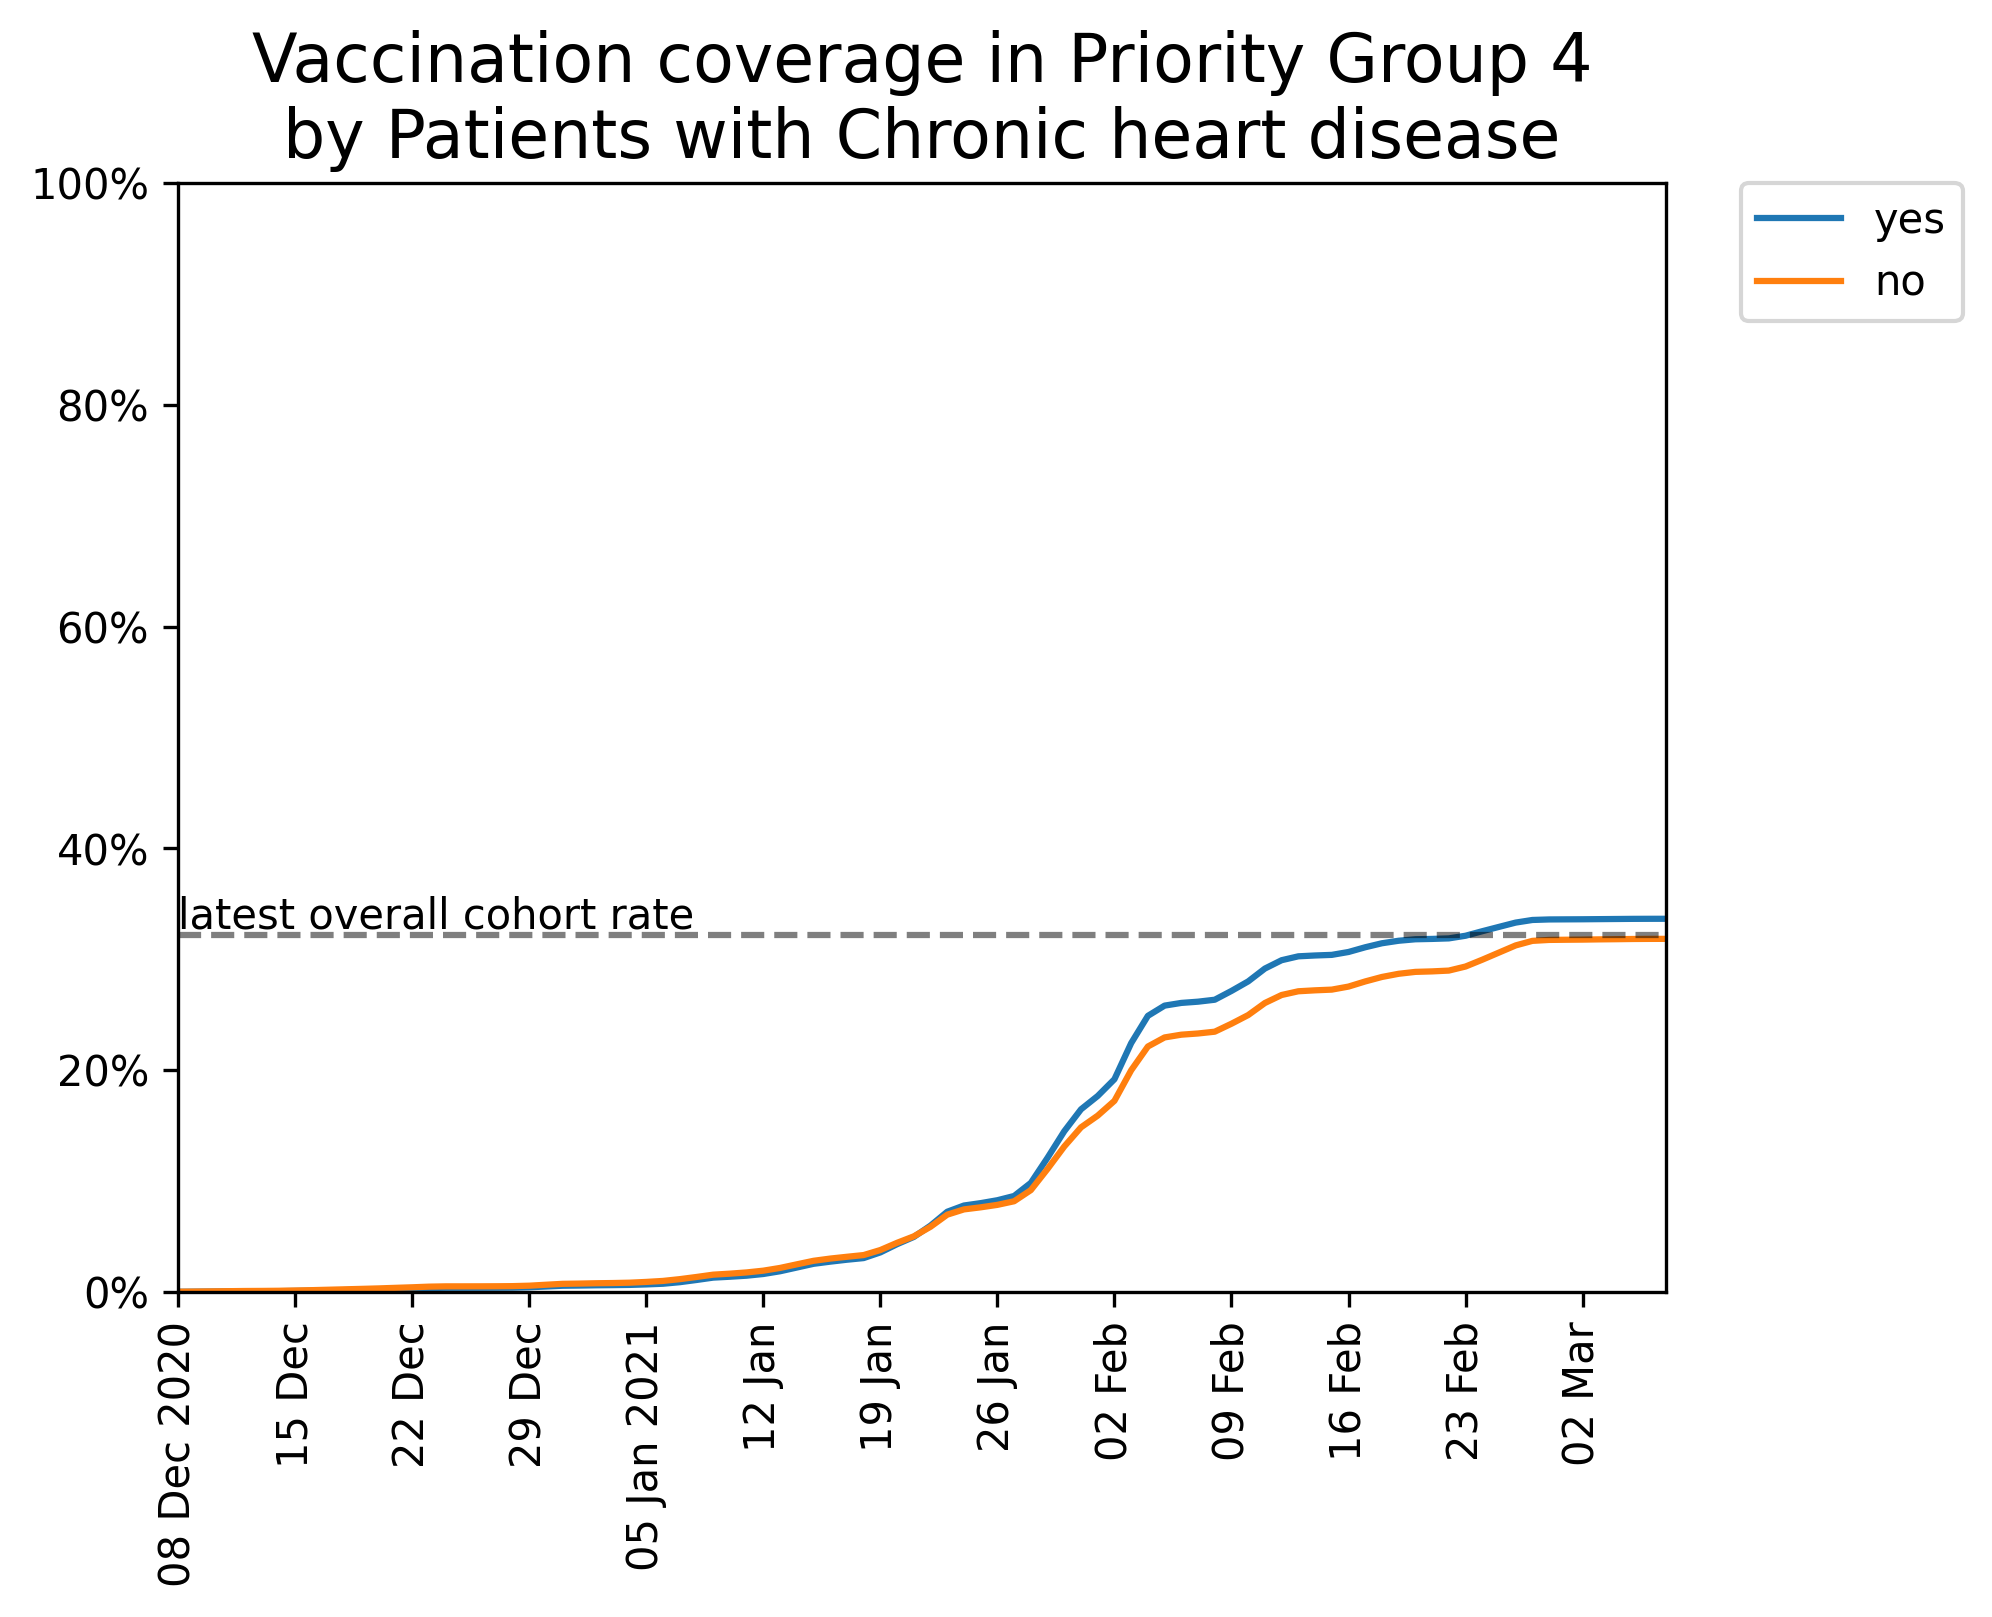 Vaccination coverage in Priority Group 4
by Patients with Chronic heart disease
100%
80%
60%
40%
20%
0%
latest overall cohort rate
yes
no
08 Dec 2020
15 Dec
22 Dec
29 Dec
05 Jan 2021
12 Jan
19 Jan
26 Jan
02 Feb
09 Feb
16 Feb
23 Feb
02 Mar